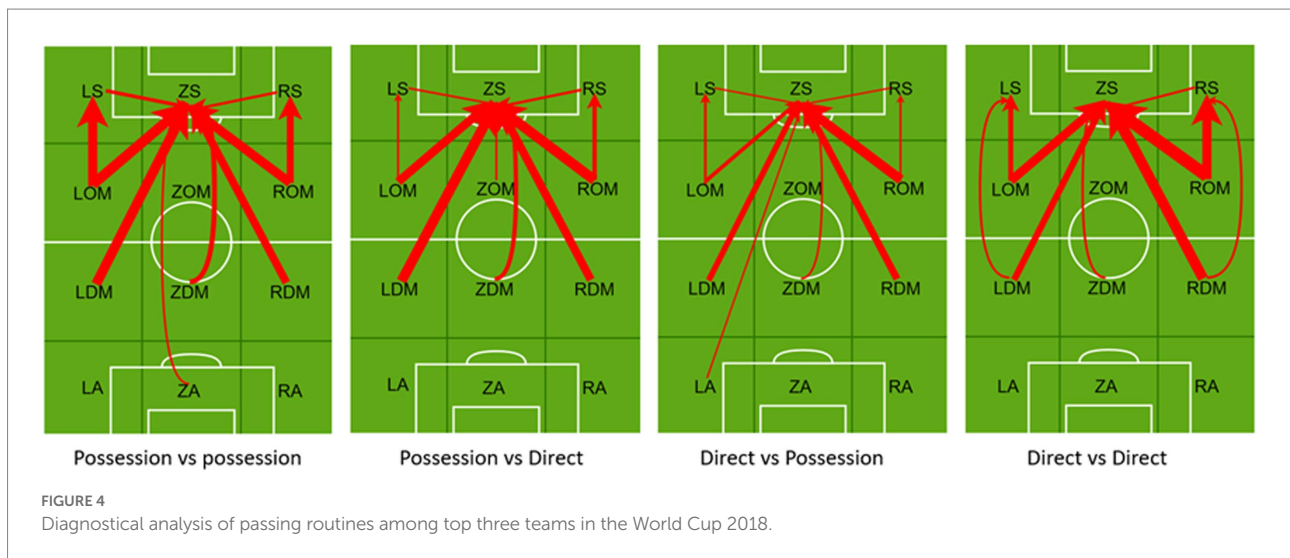 LS ZS RS LS ZS RS LS ZS RS LS ZS RS
LOM ZOM ROM LOM ZOM ROM LOM ZOM ROM LOM ZOM ROM
LDM ZDM RDM LDM ZDM RDM LDM ZDM RDM LDM ZDM RDM
LA ZA RA LA ZA RA LA ZA RA LA ZA RA
Possession vs possession Possession vs Direct Direct vs Possession Direct vs Direct
FIGURE 4
Diagnostical analysis of passing routines among top three teams in the World Cup 2018.